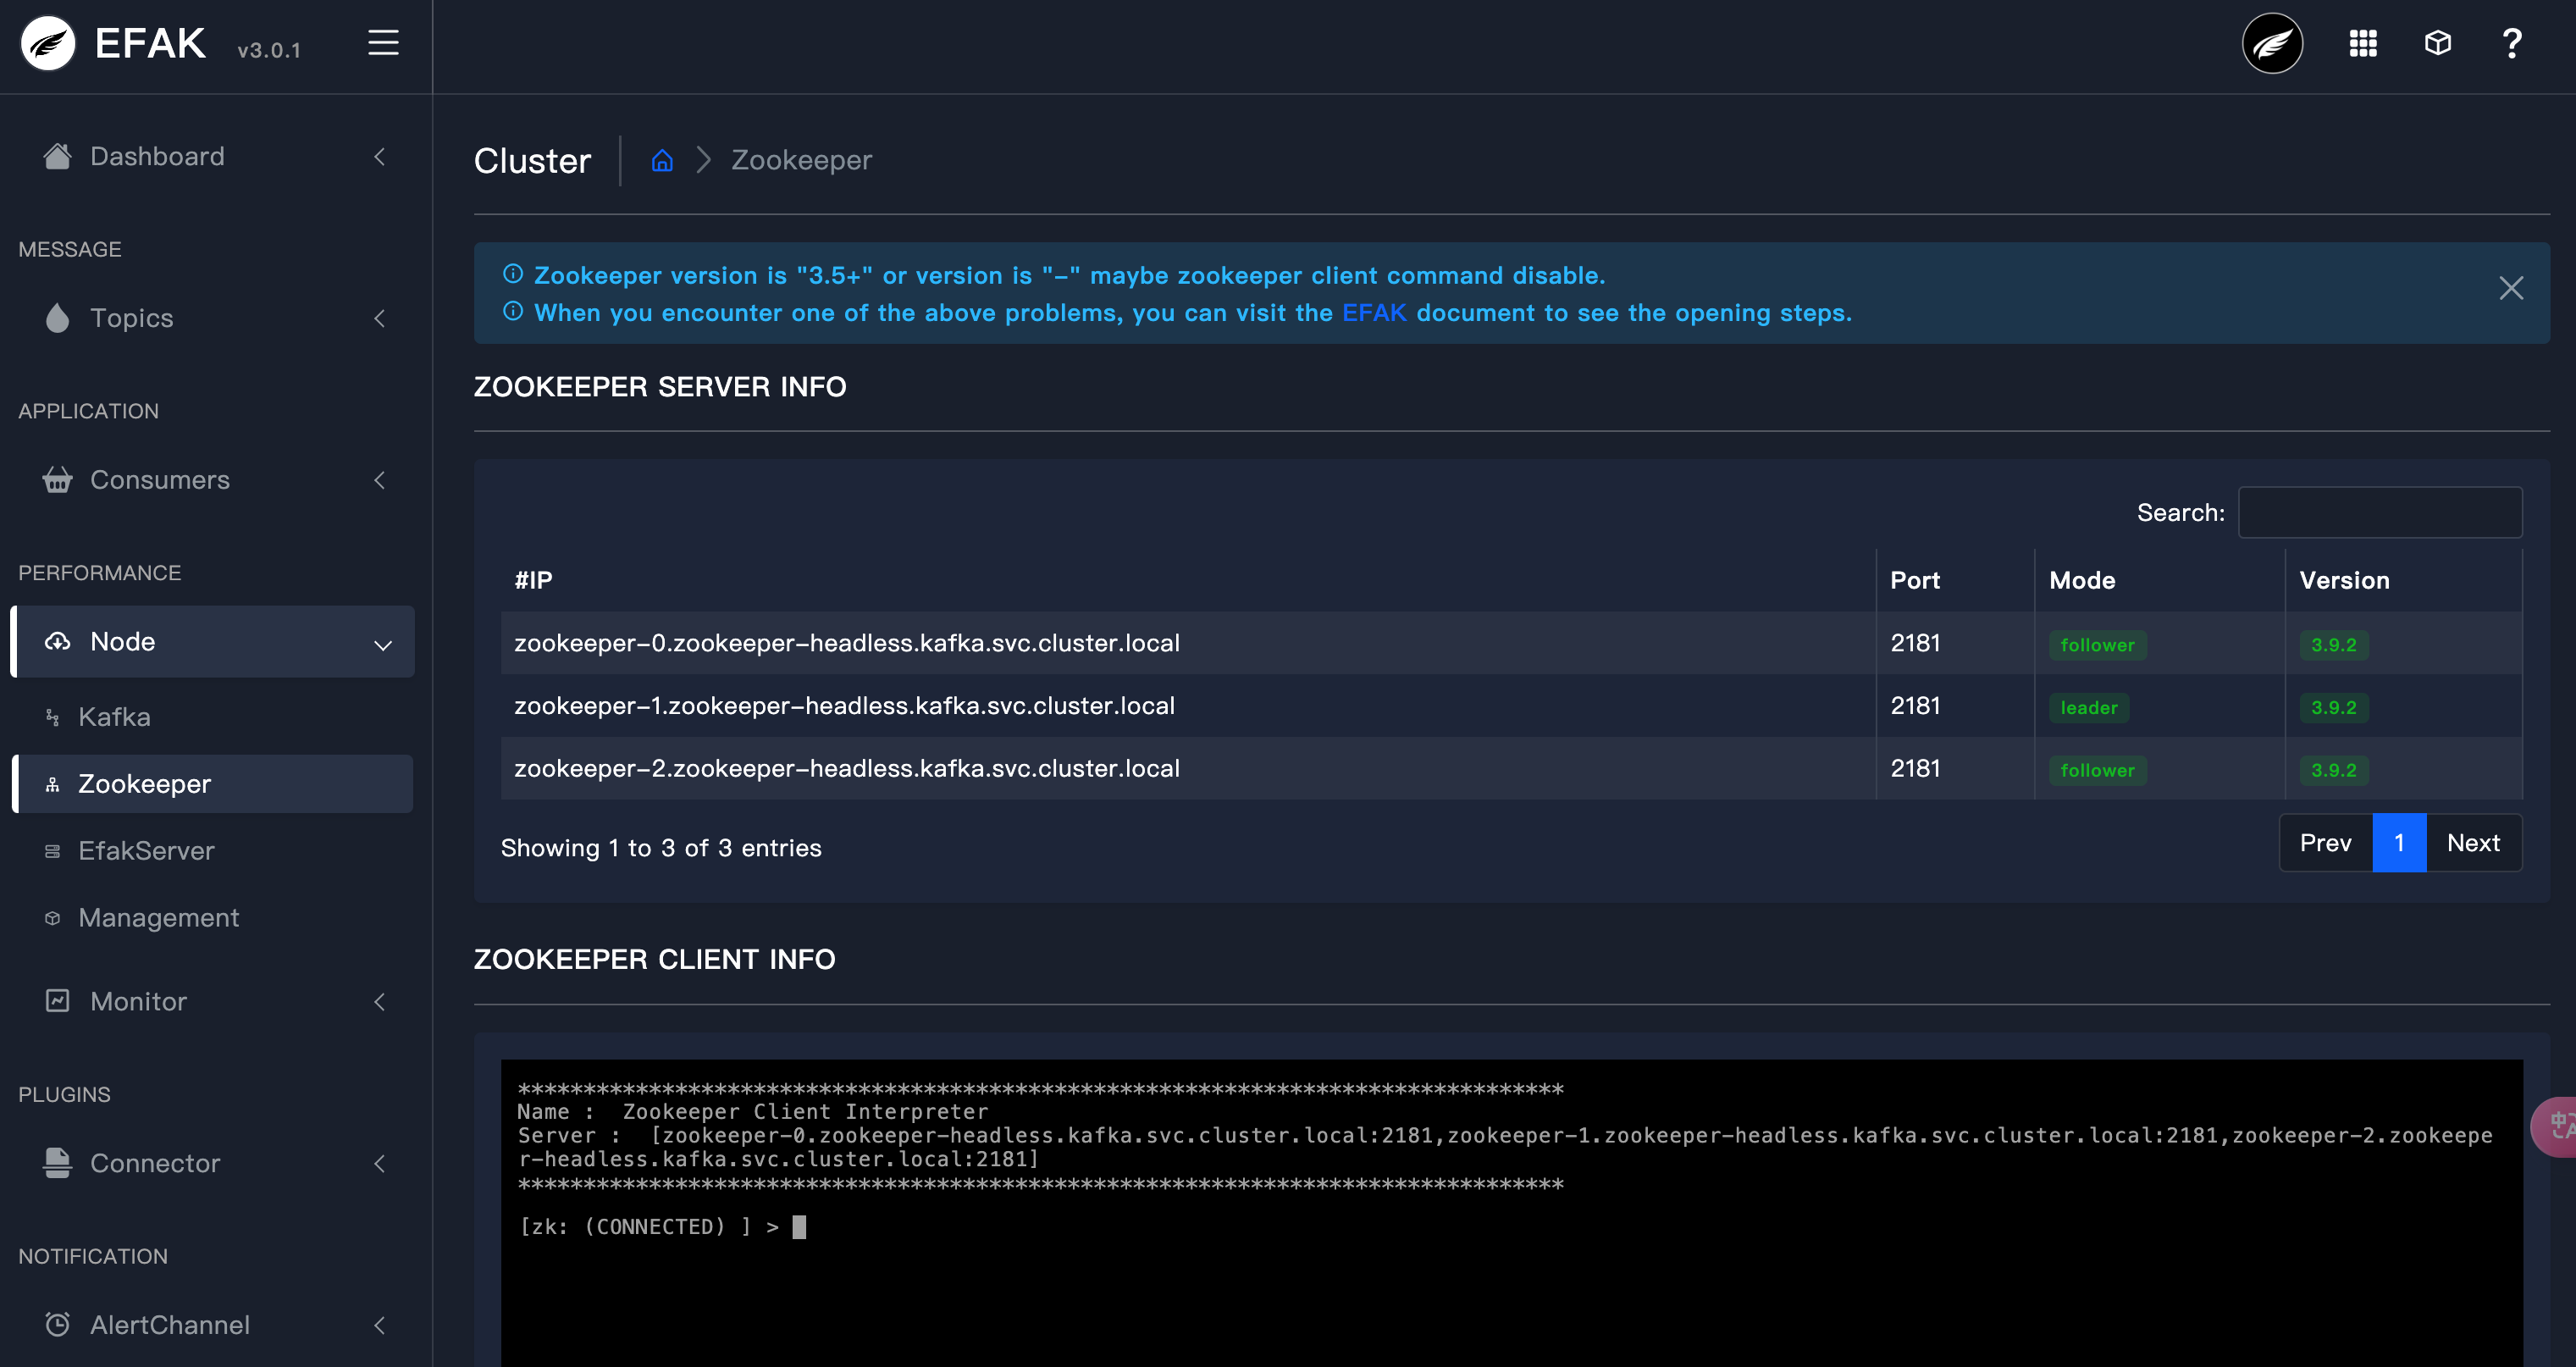 EFAK v3.0.1
Dashboard
MESSAGE
Topics
APPLICATION
Consumers
PERFORMANCE
Node
Kafka
Zookeeper
EfakServer
Management
Monitor
PLUGINS
Connector
NOTIFICATION
AlertChannel
Cluster
Zookeeper
Zookeeper version is "3.5+" or version is "-" maybe zookeeper client command disable.
When you encounter one of the above problems, you can visit the EFAK document to see the opening steps.
ZOOKEEPER SERVER INFO
Search:
#IP Port Mode Version
zookeeper-0.zookeeper-headless.kafka.svc.cluster.local 2181 follower 3.9.2
zookeeper-1.zookeeper-headless.kafka.svc.cluster.local 2181 leader 3.9.2
zookeeper-2.zookeeper-headless.kafka.svc.cluster.local 2181 follower 3.9.2
Showing 1 to 3 of 3 entries
Prev 1 Next
ZOOKEEPER CLIENT INFO
********************************************************************************
Name : Zookeeper Client Interpreter
Server : [zookeeper-0.zookeeper-headless.kafka.svc.cluster.local:2181,zookeeper-1.zookeeper-headless.kafka.svc.cluster.local:2181,zookeeper-2.zookeepe
r-headless.kafka.svc.cluster.local:2181]
********************************************************************************
[zk: (CONNECTED) ] >